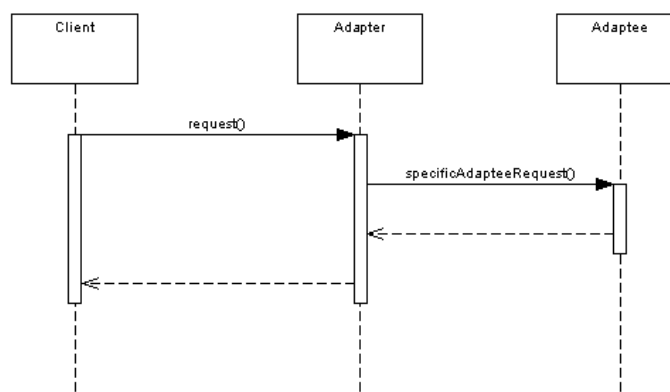 Client
Adapter
Adaptee
request()
specificAdapteeRequest()